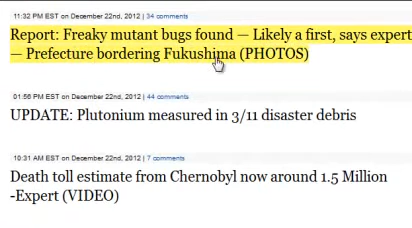 11:32 PM EST on December 22nd, 2012 | 34 comments
Report: Freaky mutant bugs found — Likely a first, says expert
— Prefecture bordering Fukushima (PHOTOS)
01:56 PM EST on December 22nd, 2012 | 44 comments
UPDATE: Plutonium measured in 3/11 disaster debris
10:31 AM EST on December 22nd, 2012 | 7 comments
Death toll estimate from Chernobyl now around 1.5 Million
-Expert (VIDEO)